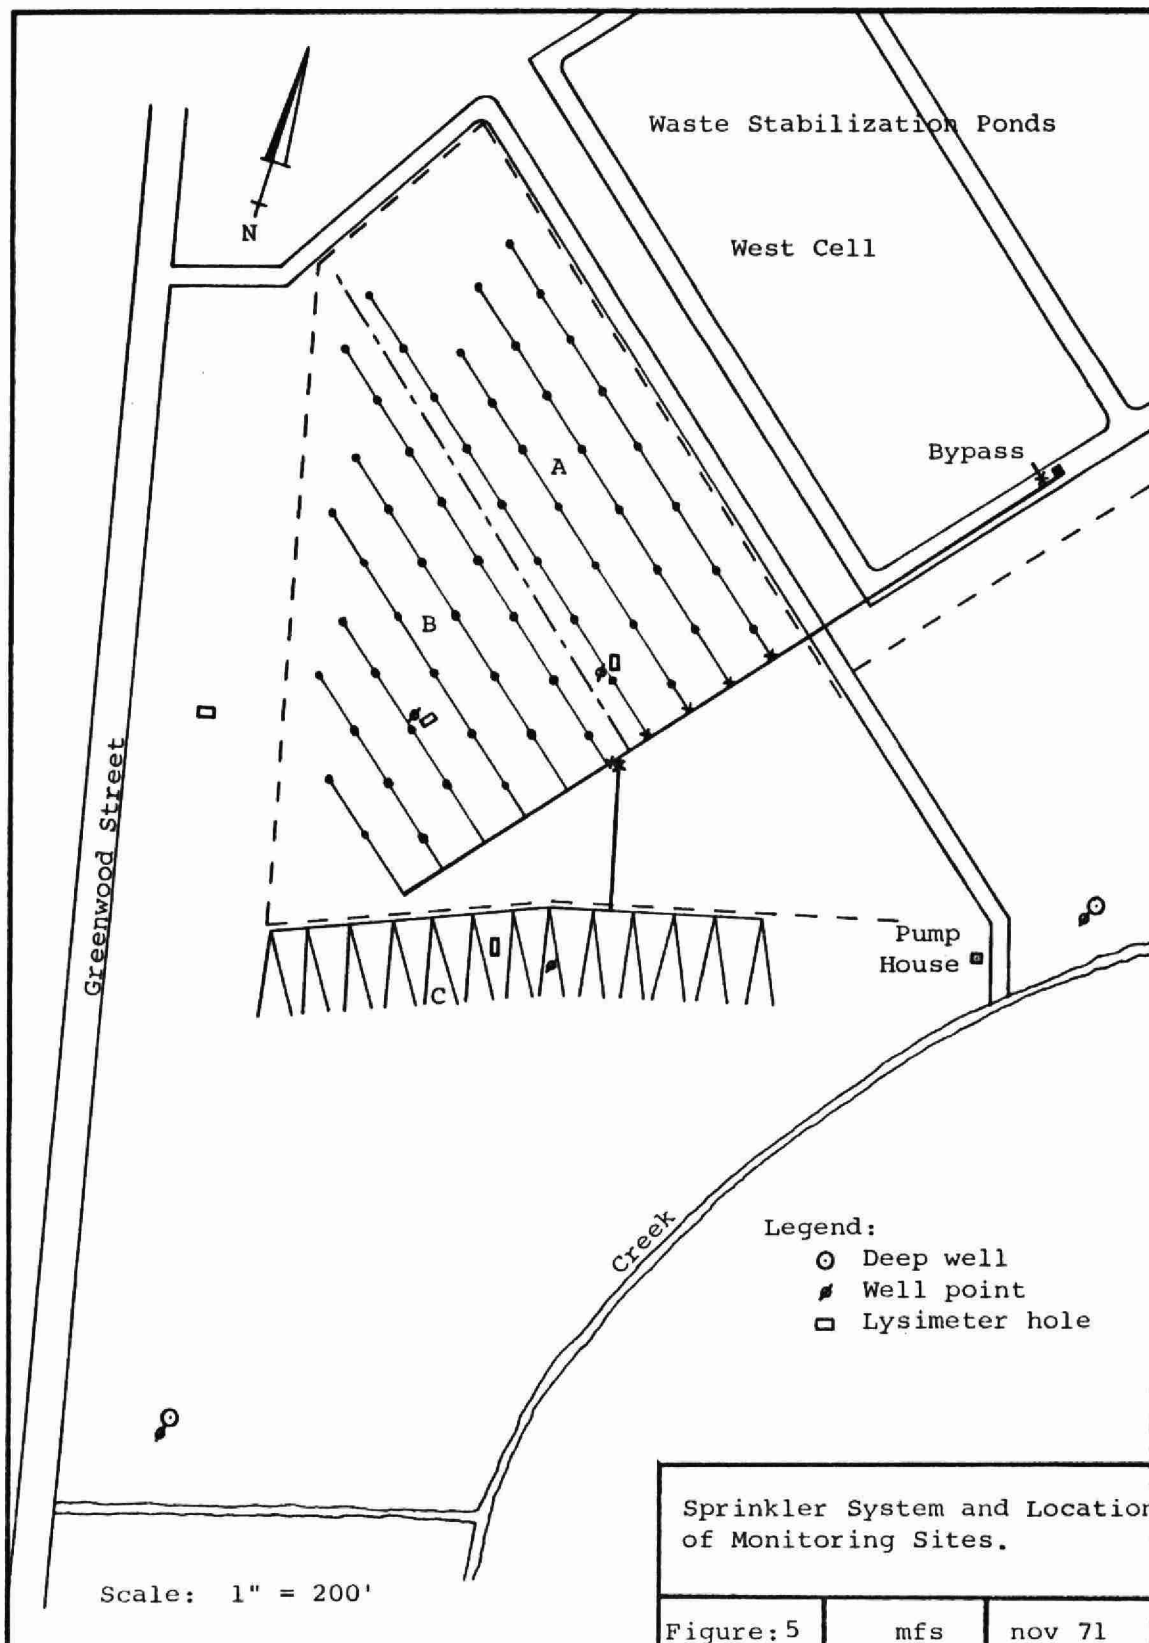 Waste Stabilization Ponds
N
West Cell
Bypass
A
B
Greenwood Street
Pump
House
C
Creek
Legend:
Deep well
Well point
Lysimeter hole
Sprinkler System and Location
of Monitoring Sites.
Scale: 1" = 200'
Figure: 5
mfs
nov 71